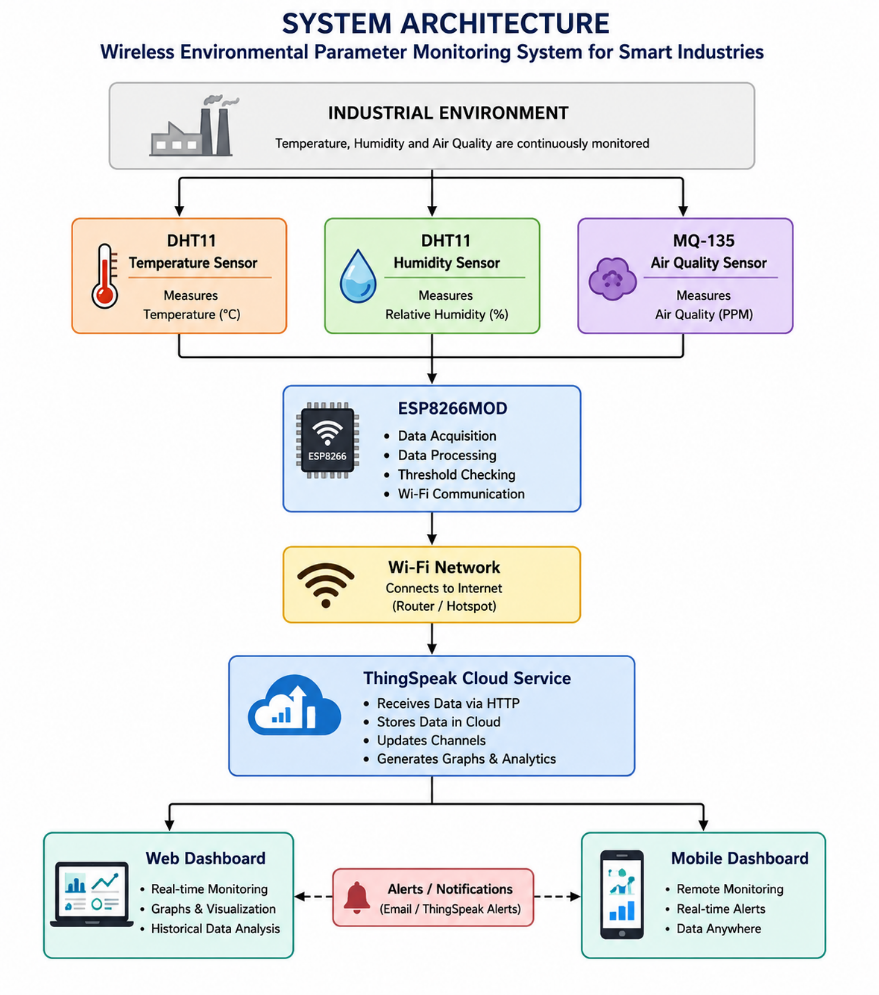 SYSTEM ARCHITECTURE
Wireless Environmental Parameter Monitoring System for Smart Industries
INDUSTRIAL ENVIRONMENT
Temperature, Humidity and Air Quality are continuously monitored
DHT11
Temperature Sensor
Measures
Temperature (°C)
DHT11
Humidity Sensor
Measures
Relative Humidity (%)
MQ-135
Air Quality Sensor
Measures
Air Quality (PPM)
ESP8266
ESP8266MOD
• Data Acquisition
• Data Processing
• Threshold Checking
• Wi-Fi Communication
Wi-Fi Network
Connects to Internet
(Router / Hotspot)
ThingSpeak Cloud Service
• Receives Data via HTTP
• Stores Data in Cloud
• Updates Channels
• Generates Graphs & Analytics
Web Dashboard
• Real-time Monitoring
• Graphs & Visualization
• Historical Data Analysis
Alerts / Notifications
(Email / ThingSpeak Alerts)
Mobile Dashboard
• Remote Monitoring
• Real-time Alerts
• Data Anywhere